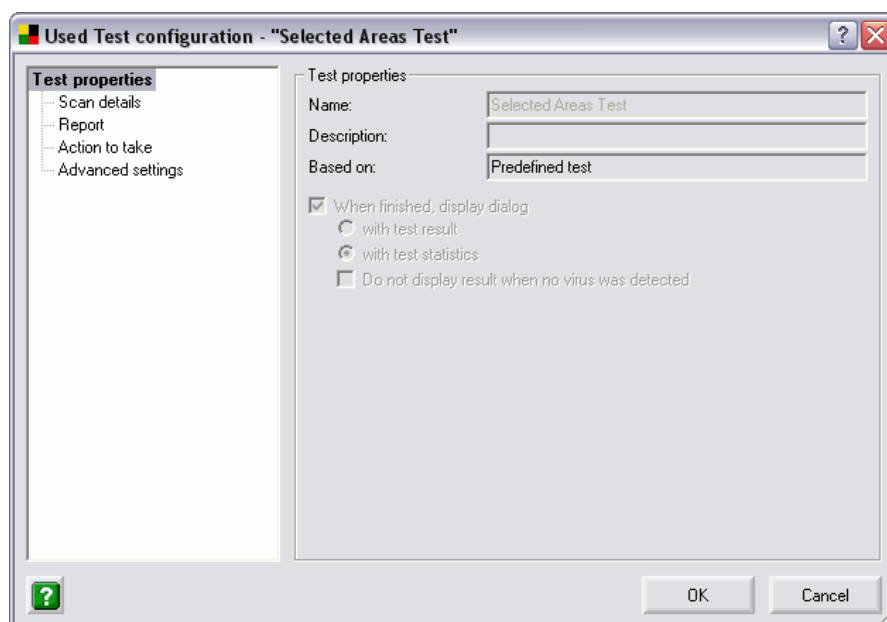 Used Test configuration - "Selected Areas Test"
Test properties
Scan details
Report
Action to take
Advanced settings
Test properties
Name: Selected Areas Test
Description:
Based on: Predefined test
When finished, display dialog
with test result
with test statistics
Do not display result when no virus was detected
OK Cancel